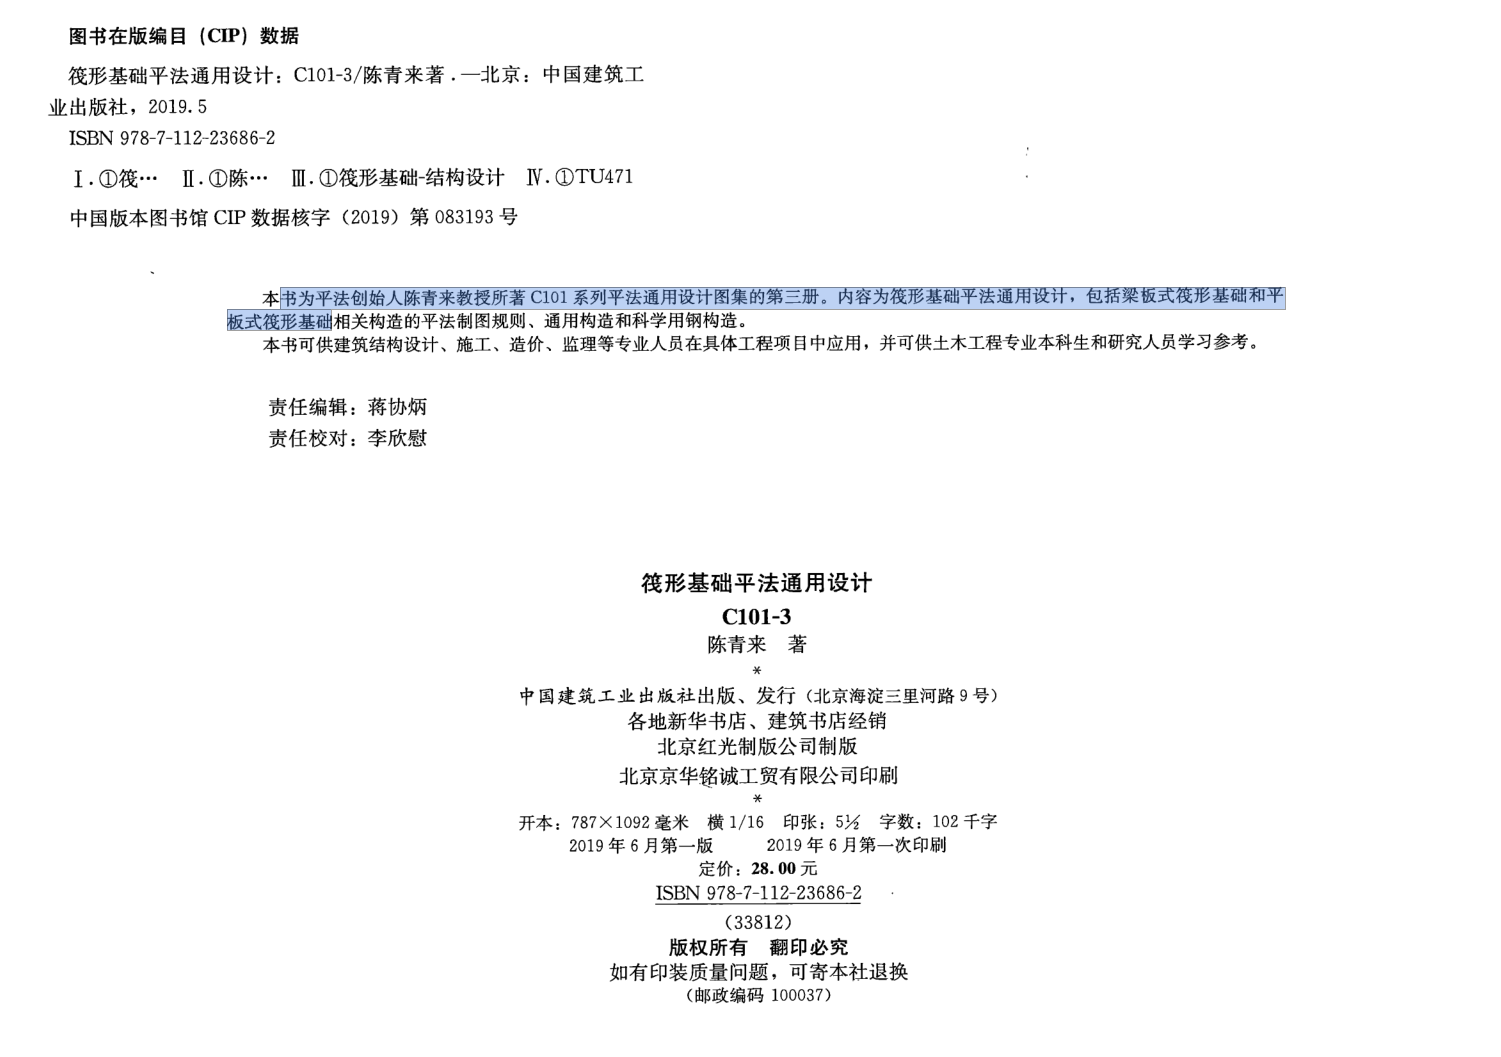 图书在版编目（CIP）数据
筏形基础平法通用设计：C101-3/陈青来著．—北京：中国建筑工
业出版社，2019.5
ISBN 978-7-112-23686-2
Ⅰ.①筏… Ⅱ.①陈… Ⅲ.①筏形基础-结构设计 Ⅳ.①TU471
中国版本图书馆 CIP 数据核字（2019）第 083193 号
本书为平法创始人陈青来教授所著 C101 系列平法通用设计图集的第三册。内容为筏形基础平法通用设计，包括梁板式筏形基础和平
板式筏形基础相关构造的平法制图规则、通用构造和科学用钢构造。
本书可供建筑结构设计、施工、造价、监理等专业人员在具体工程项目中应用，并可供土木工程专业本科生和研究人员学习参考。
责任编辑：蒋协炳
责任校对：李欣慰
筏形基础平法通用设计
C101-3
陈青来 著
*
中国建筑工业出版社出版、发行（北京海淀三里河路 9 号）
各地新华书店、建筑书店经销
北京红光制版公司制版
北京京华铭诚工贸有限公司印刷
*
开本：787×1092 毫米 横 1/16 印张：5½ 字数：102 千字
2019 年 6 月第一版 2019 年 6 月第一次印刷
定价：28.00 元
ISBN 978-7-112-23686-2
（33812）
版权所有 翻印必究
如有印装质量问题，可寄本社退换
（邮政编码 100037）